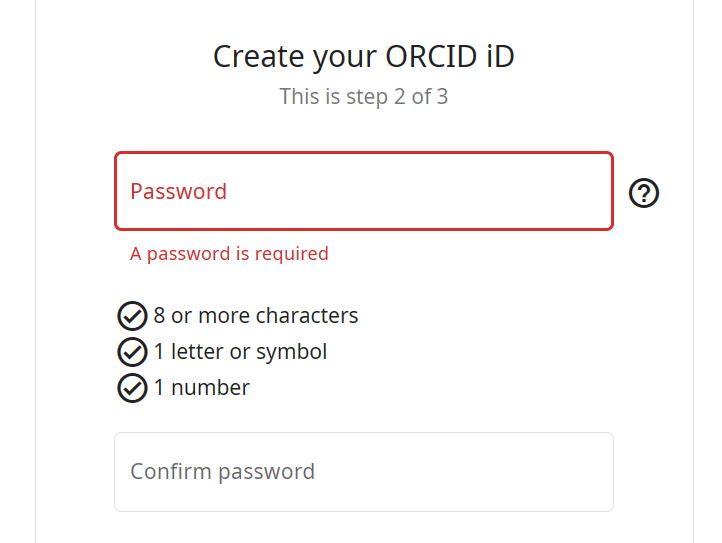 Create your ORCID iD
This is step 2 of 3
Password
?
A password is required
8 or more characters
1 letter or symbol
1 number
Confirm password